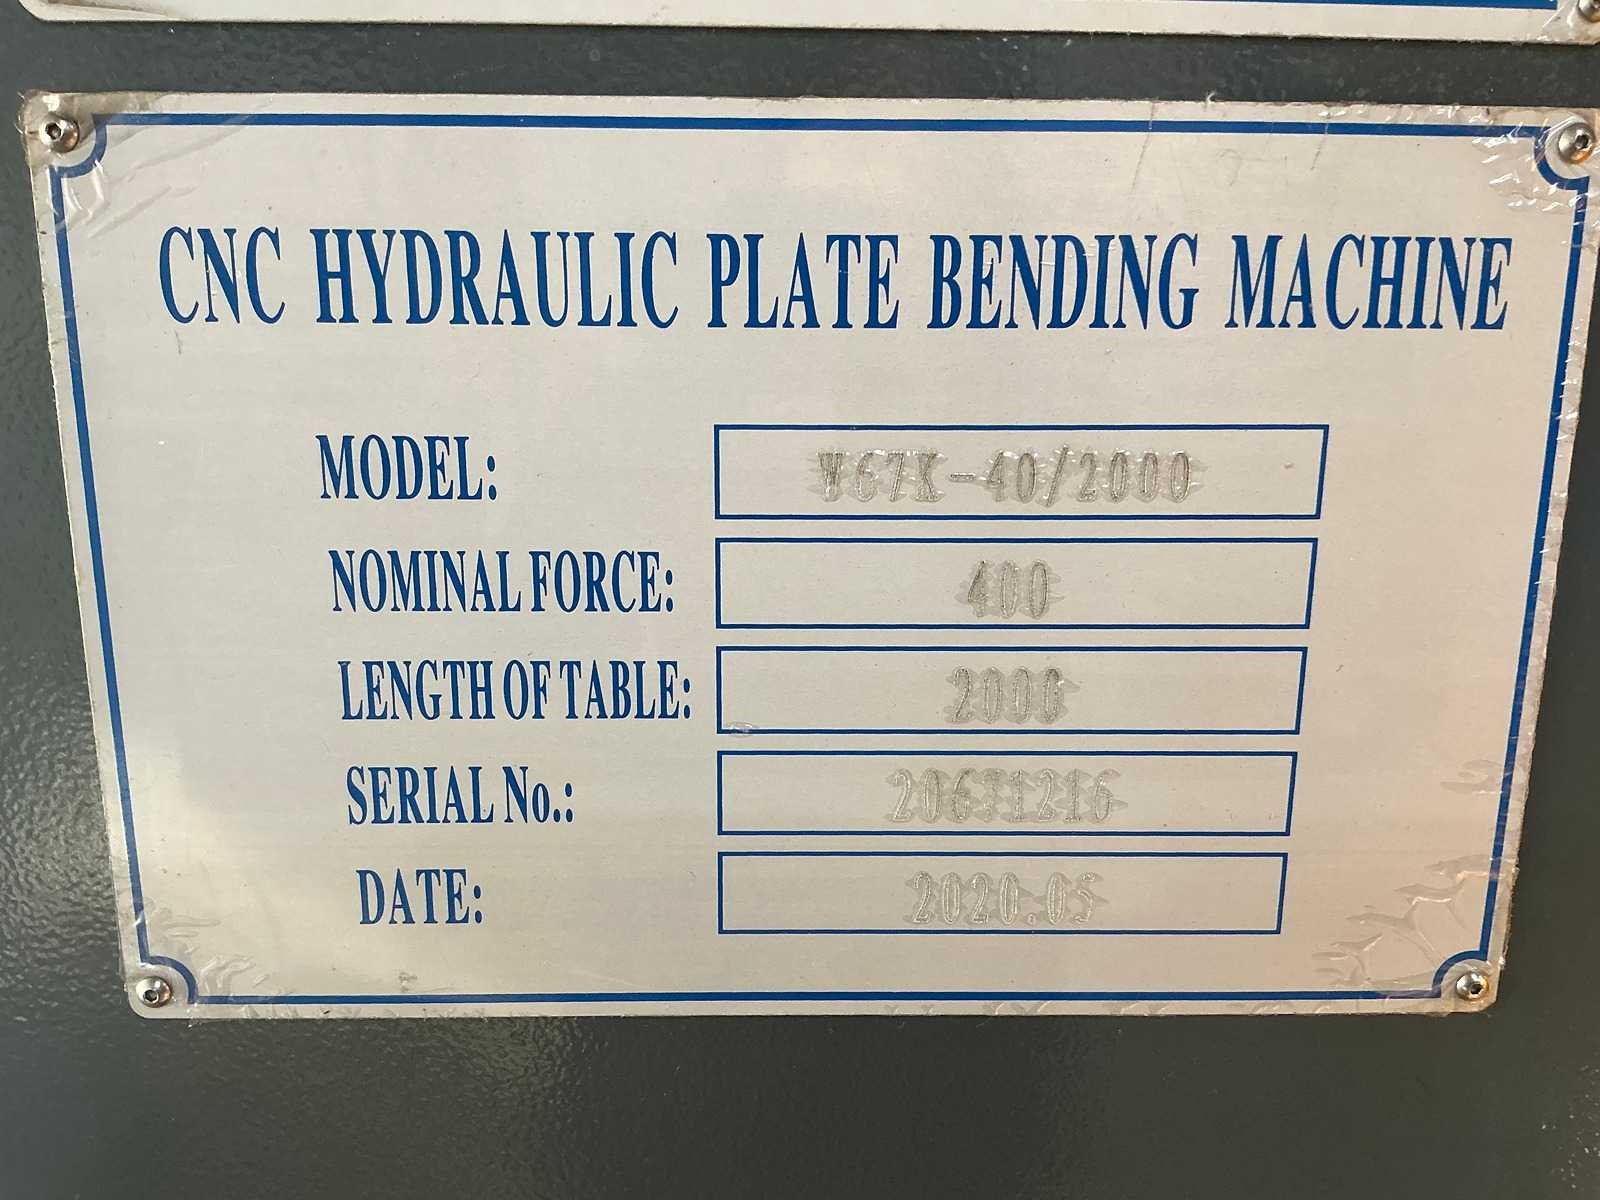 CNC HYDRAULIC PLATE BENDING MACHINE
MODEL: W67K-40/2000
NOMINAL FORCE: 400
LENGTH OF TABLE: 2000
SERIAL No.: 20671216
DATE: 2020.05